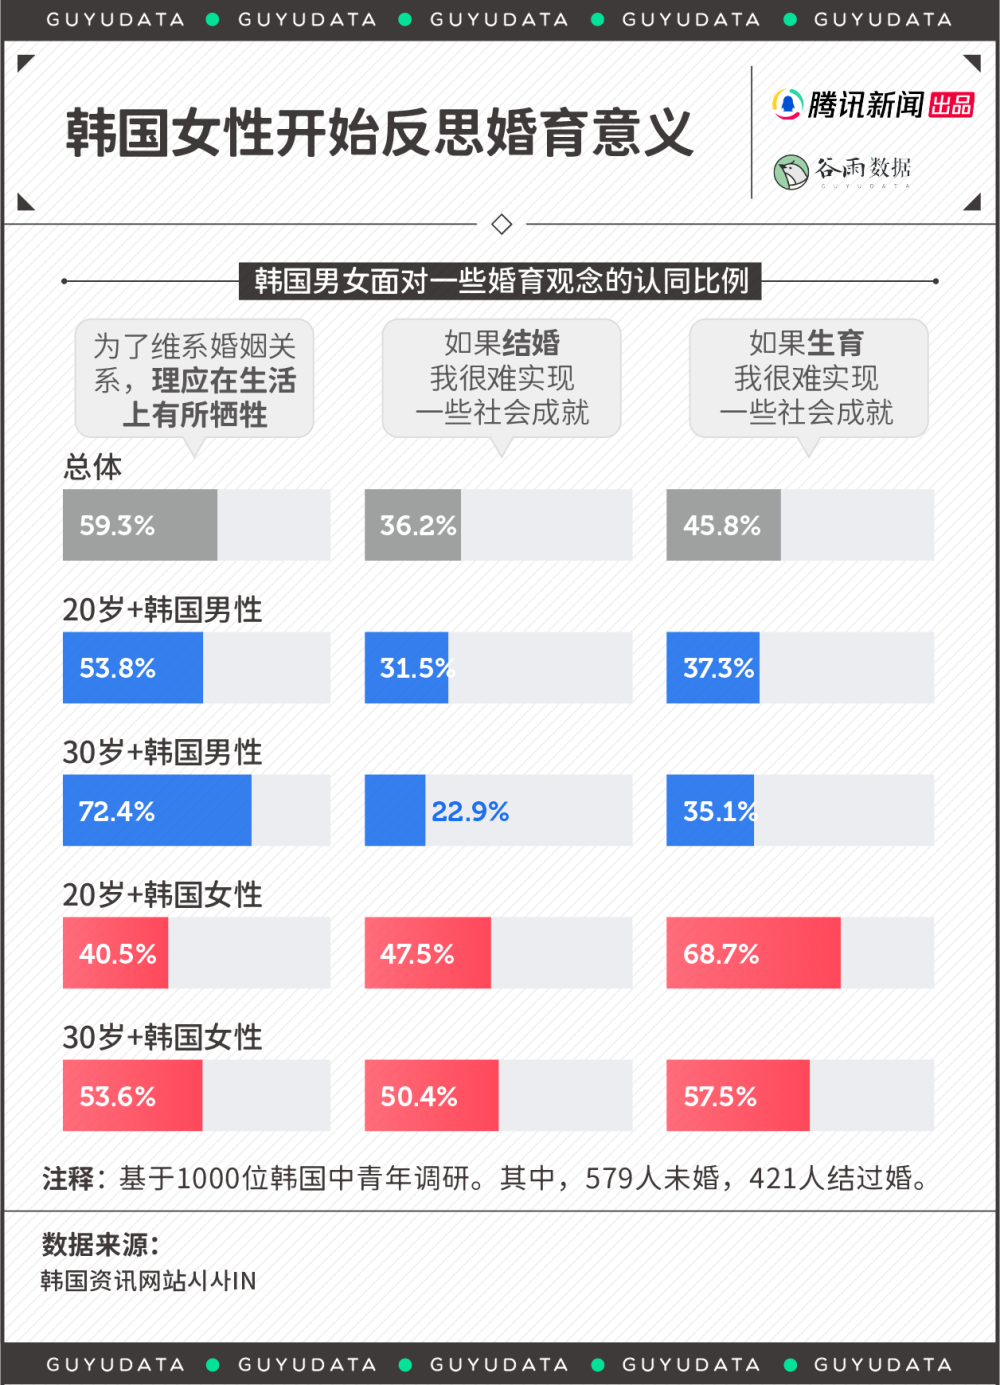 GUYUDATA ● GUYUDATA ● GUYUDATA ● GUYUDATA ● GUYUDATA
韩国女性开始反思婚育意义
腾讯新闻 出品
谷雨数据
GUYUDATA
韩国男女面对一些婚育观念的认同比例
为了维系婚姻关
系，理应在生活
上有所牺牲
如果结婚
我很难实现
一些社会成就
如果生育
我很难实现
一些社会成就
总体
59.3% 36.2% 45.8%
20岁+韩国男性
53.8% 31.5% 37.3%
30岁+韩国男性
72.4% 22.9% 35.1%
20岁+韩国女性
40.5% 47.5% 68.7%
30岁+韩国女性
53.6% 50.4% 57.5%
注释：基于1000位韩国中青年调研。其中，579人未婚，421人结过婚。
数据来源：
韩国资讯网站시사IN
GUYUDATA ● GUYUDATA ● GUYUDATA ● GUYUDATA ● GUYUDATA